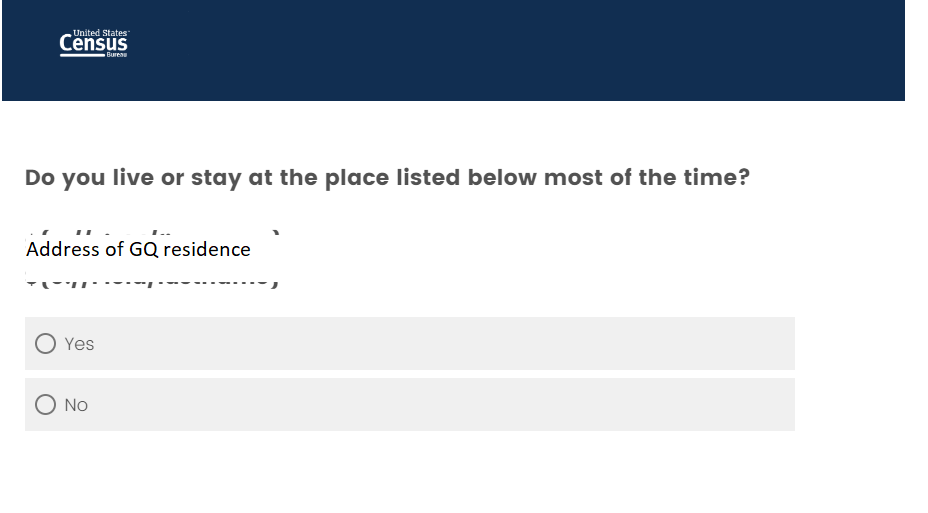 United States
Census
Bureau
Do you live or stay at the place listed below most of the time?
Address of GQ residence
Yes
No